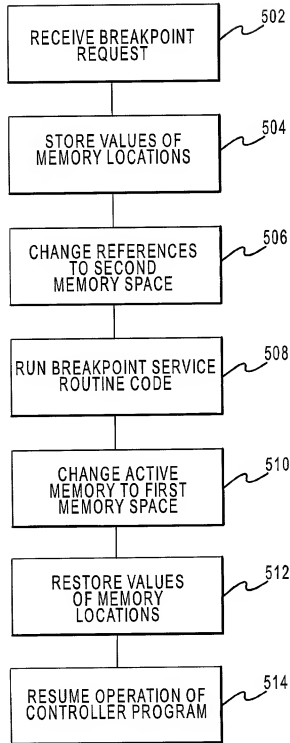 RECEIVE BREAKPOINT
REQUEST
502
STORE VALUES OF
MEMORY LOCATIONS
504
CHANGE REFERENCES
TO SECOND
MEMORY SPACE
506
RUN BREAKPOINT SERVICE
ROUTINE CODE
508
CHANGE ACTIVE
MEMORY TO FIRST
MEMORY SPACE
510
RESTORE VALUES
OF MEMORY
LOCATIONS
512
RESUME OPERATION OF
CONTROLLER PROGRAM
514